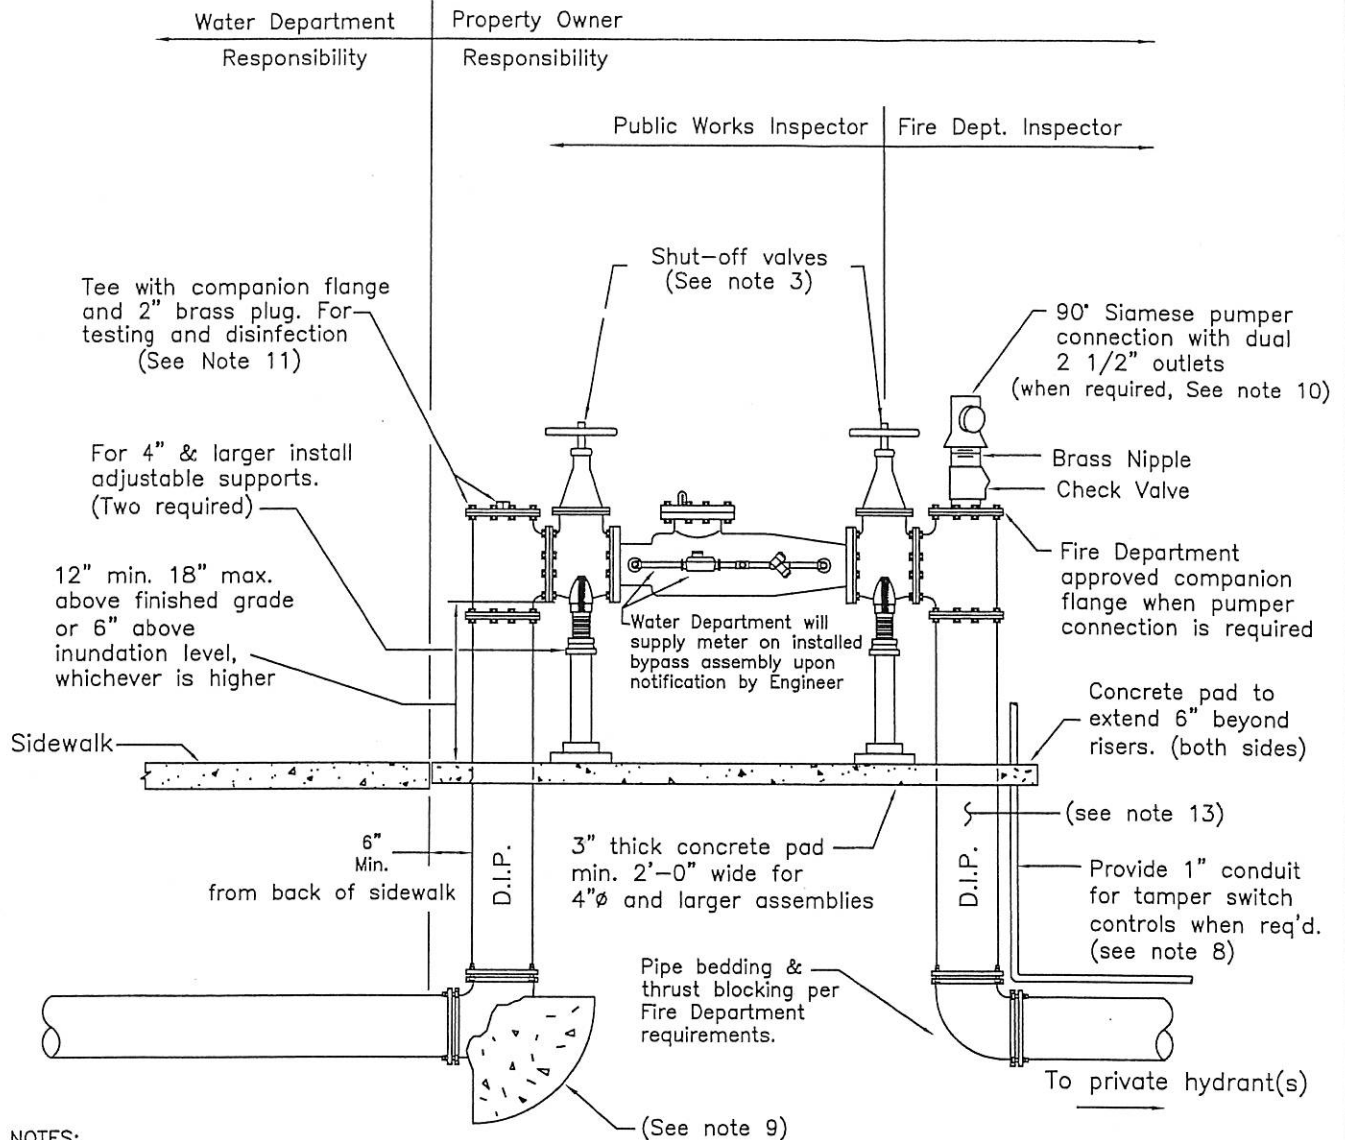 Water Department
Property Owner
Responsibility
Responsibility
Public Works Inspector
Fire Dept. Inspector
Shut-off valves
(See note 3)
Tee with companion flange
and 2" brass plug. For
testing and disinfection
(See Note 11)
90° Siamese pumper
connection with dual
2 1/2" outlets
(when required, See note 10)
For 4" & larger install
adjustable supports.
(Two required)
Brass Nipple
Check Valve
12" min. 18" max.
above finished grade
or 6" above
inundation level,
whichever is higher
Fire Department
approved companion
flange when pumper
connection is required
Water Department will
supply meter on installed
bypass assembly upon
notification by Engineer
Concrete pad to
extend 6" beyond
risers. (both sides)
Sidewalk
(see note 13)
6"
Min.
from back of sidewalk
D.I.P.
3" thick concrete pad
min. 2'-0" wide for
4"ø and larger assemblies
D.I.P.
Provide 1" conduit
for tamper switch
controls when req'd.
(see note 8)
Pipe bedding &
thrust blocking per
Fire Department
requirements.
To private hydrant(s)
(See note 9)
NOTES: